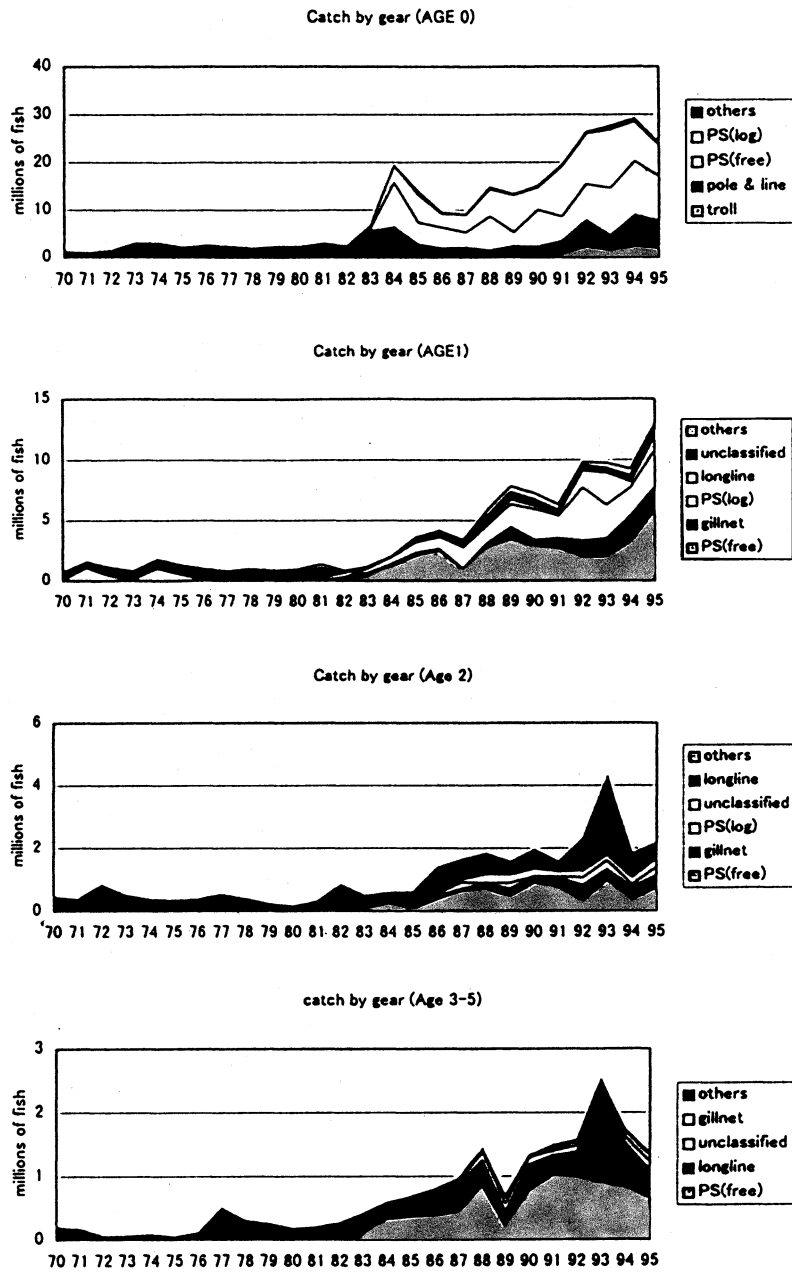 Catch by gear (AGE 0)
40
30
20
10
0
millions of fish
70 71 72 73 74 75 76 77 78 79 80 81 82 83 84 85 86 87 88 89 90 91 92 93 94 95
others
PS(log)
PS(free)
pole & line
troll
Catch by gear (AGE1)
15
10
5
0
millions of fish
70 71 72 73 74 75 76 77 78 79 80 81 82 83 84 85 86 87 88 89 90 91 92 93 94 95
others
unclassified
longline
PS(log)
gillnet
PS(free)
Catch by gear (Age 2)
6
4
2
0
millions of fish
70 71 72 73 74 75 76 77 78 79 80 81 82 83 84 85 86 87 88 89 90 91 92 93 94 95
others
longline
unclassified
PS(log)
gillnet
PS(free)
catch by gear (Age 3-5)
3
2
1
0
millions of fish
70 71 72 73 74 75 76 77 78 79 80 81 82 83 84 85 86 87 88 89 90 91 92 93 94 95
others
gillnet
unclassified
longline
PS(free)